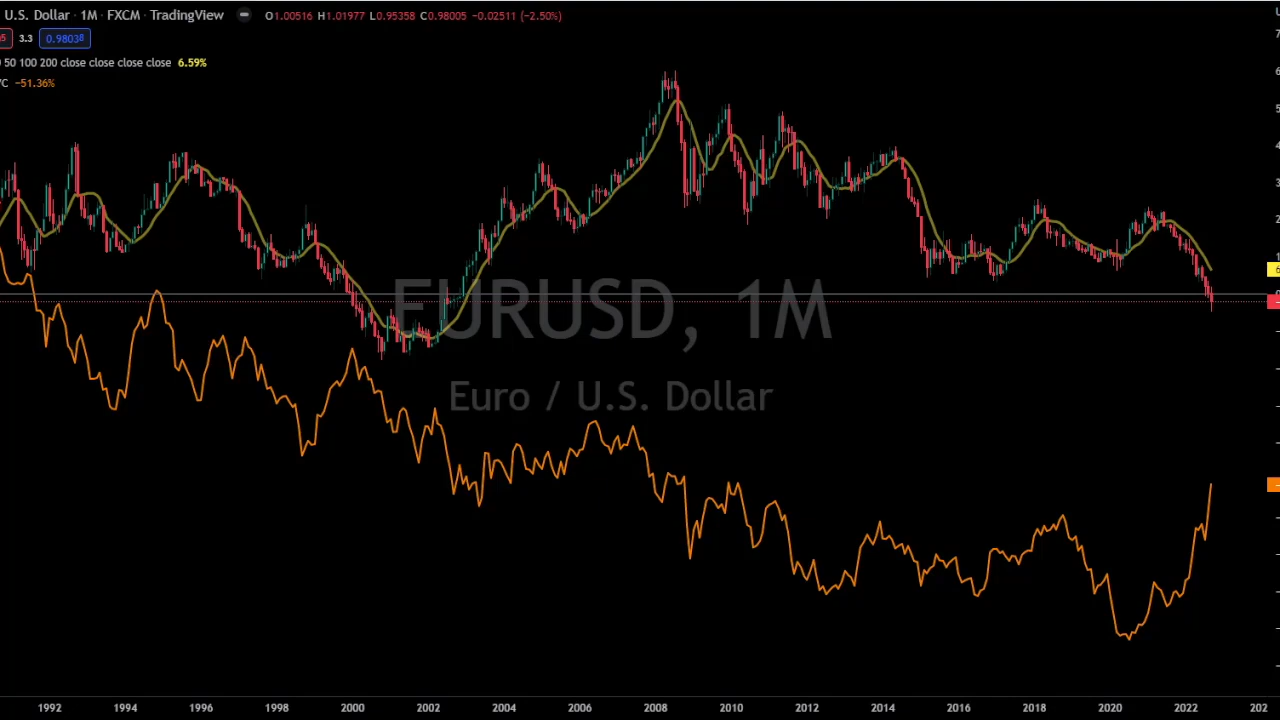 U.S. Dollar · 1M · FXCM · TradingView O1.00516 H1.01977 L0.95358 C0.98005 −0.02511 (−2.50%)
3.3 0.98038
50 100 200 close close close close 6.59%
−51.36%
EURUSD, 1M
Euro / U.S. Dollar
1992 1994 1996 1998 2000 2002 2004 2006 2008 2010 2012 2014 2016 2018 2020 2022